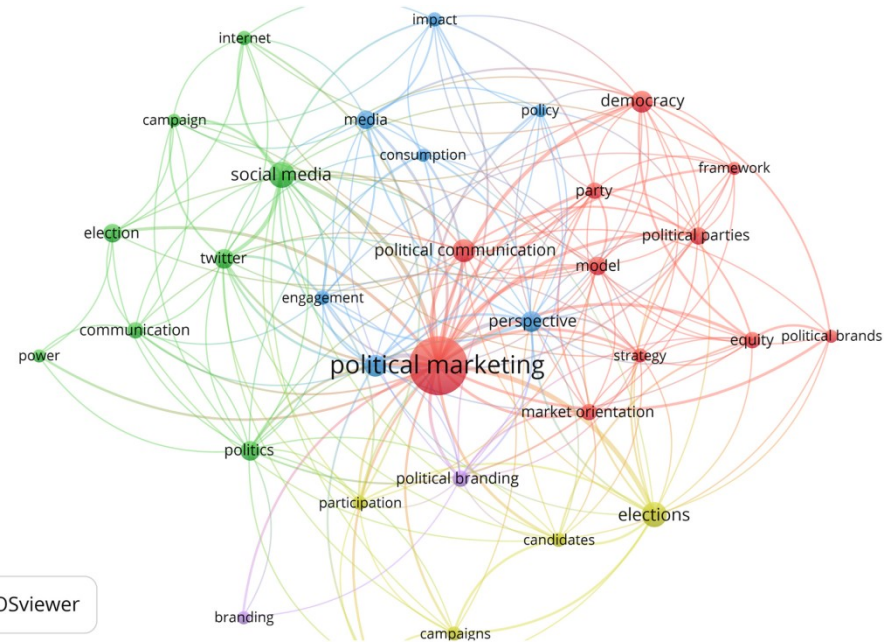 impact
internet
democracy
policy
campaign
media
consumption
framework
social media
party
election
political parties
political communication
twitter
model
engagement
perspective
communication
political brands
equity
power
strategy
political marketing
market orientation
politics
political branding
participation
elections
candidates
OSviewer
branding
campaigns